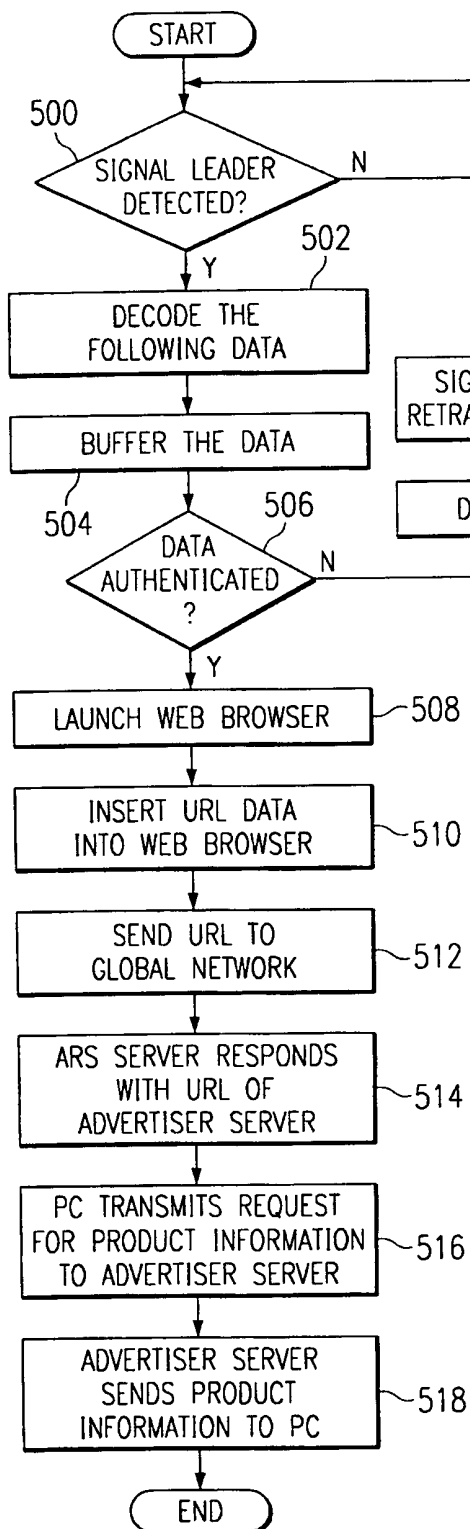 START
500
SIGNAL LEADER
DETECTED?
N
Y
502
DECODE THE
FOLLOWING DATA
SIG
RETRA
BUFFER THE DATA
504
506
D
DATA
AUTHENTICATED
?
N
Y
LAUNCH WEB BROWSER
508
INSERT URL DATA
INTO WEB BROWSER
510
SEND URL TO
GLOBAL NETWORK
512
ARS SERVER RESPONDS
WITH URL OF
ADVERTISER SERVER
514
PC TRANSMITS REQUEST
FOR PRODUCT INFORMATION
TO ADVERTISER SERVER
516
ADVERTISER SERVER
SENDS PRODUCT
INFORMATION TO PC
518
END